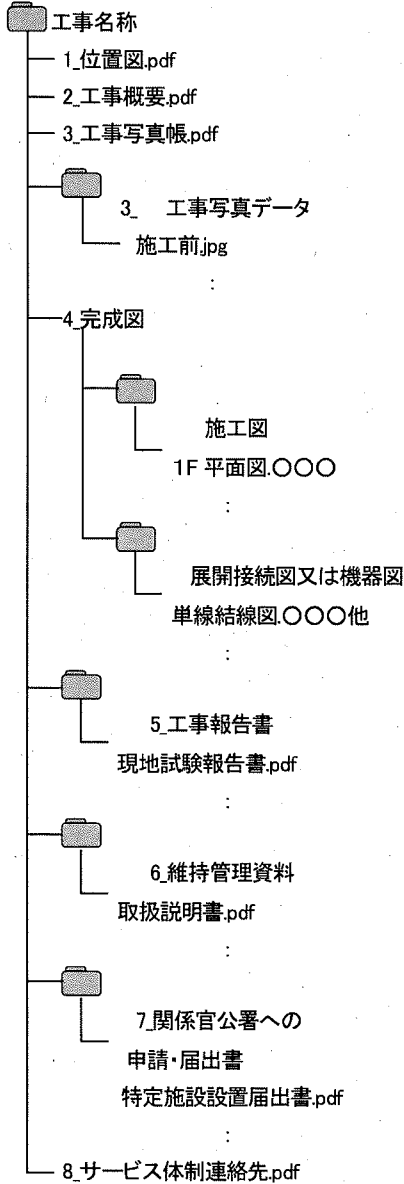 工事名称
1_位置図.pdf
2_工事概要.pdf
3_工事写真帳.pdf
3_ 工事写真データ
施工前.jpg
:
4_完成図
施工図
1F 平面図.〇〇〇
:
展開接続図又は機器図
単線結線図.〇〇〇他
:
5_工事報告書
現地試験報告書.pdf
:
6_維持管理資料
取扱説明書.pdf
:
7_関係官公署への
申請・届出書
特定施設設置届出書.pdf
:
8_サービス体制連絡先.pdf